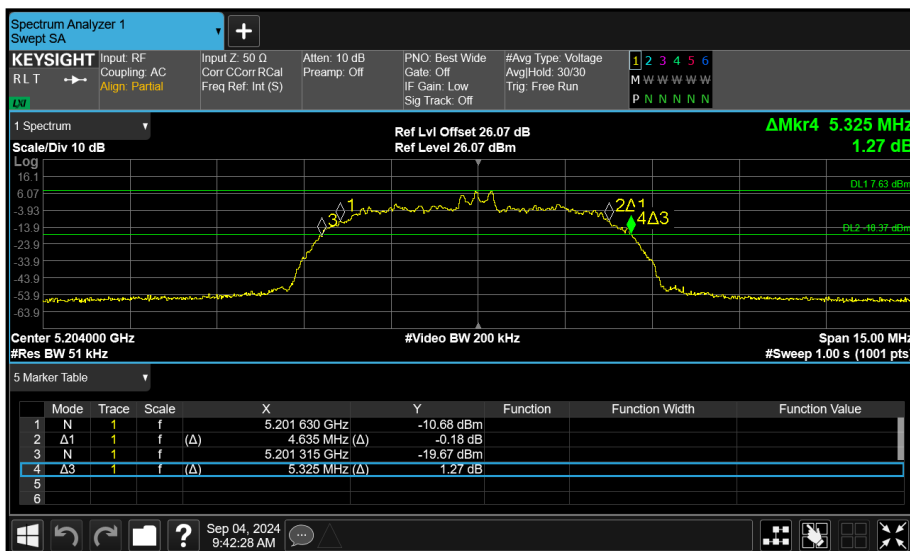 Spectrum Analyzer 1
Swept SA
KEYSIGHT
R L T
LXI
Input: RF
Coupling: AC
Align: Partial
Input Z: 50 Ω
Corr CCorr RCal
Freq Ref: Int (S)
Atten: 10 dB
Preamp: Off
PNO: Best Wide
Gate: Off
IF Gain: Low
Sig Track: Off
#Avg Type: Voltage
Avg|Hold: 30/30
Trig: Free Run
1 2 3 4 5 6
M W W W W W
P N N N N N
1 Spectrum
Scale/Div 10 dB
Ref Lvl Offset 26.07 dB
Ref Level 26.07 dBm
ΔMkr4 5.325 MHz
1.27 dB
Log
16.1
6.07
-3.93
-13.9
-23.9
-33.9
-43.9
-53.9
-63.9
DL1 7.63 dBm
DL2 -18.37 dBm
1
2Δ1
3
4Δ3
Center 5.204000 GHz
#Video BW 200 kHz
Span 15.00 MHz
#Res BW 51 kHz
#Sweep 1.00 s (1001 pts)
5 Marker Table
Mode Trace Scale X Y Function Function Width Function Value
1 N 1 f 5.201 630 GHz -10.68 dBm
2 Δ1 1 f (Δ) 4.635 MHz (Δ) -0.18 dB
3 N 1 f 5.201 315 GHz -19.67 dBm
4 Δ3 1 f (Δ) 5.325 MHz (Δ) 1.27 dB
5
6
?
Sep 04, 2024
9:42:28 AM